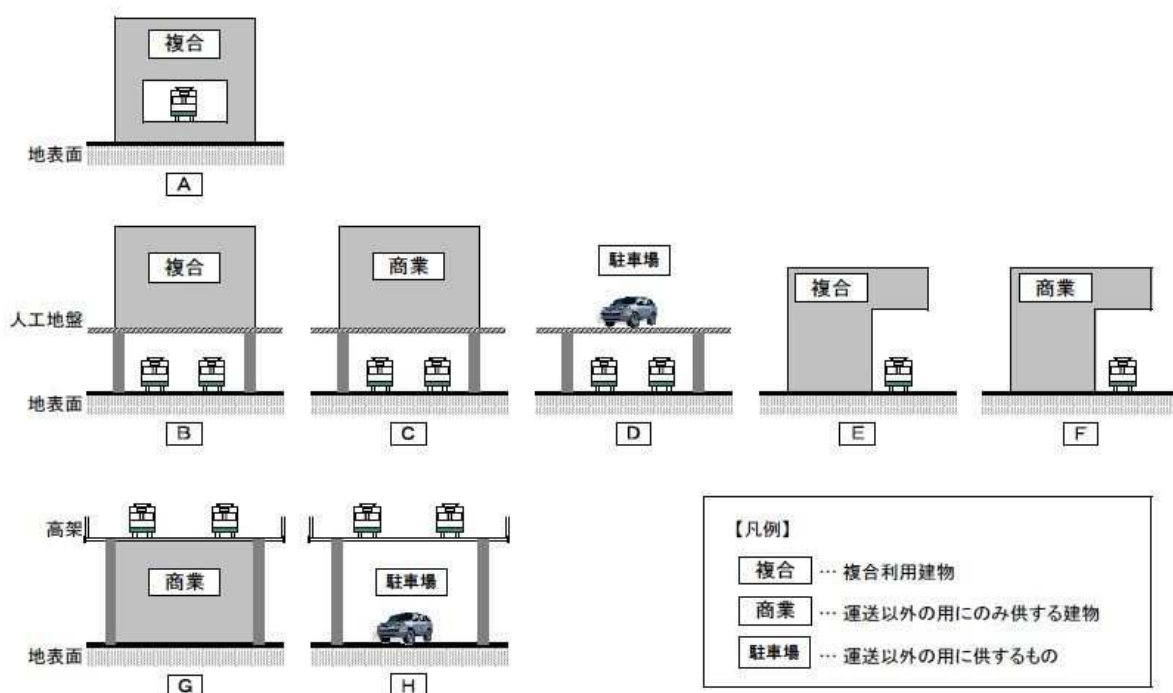 複合
地表面
A
複合
商業
駐車場
複合
商業
人工地盤
地表面
B
C
D
E
F
高架
商業
駐車場
地表面
G
H
【凡例】
複合 … 複合利用建物
商業 … 運送以外の用にのみ供する建物
駐車場 … 運送以外の用に供するもの